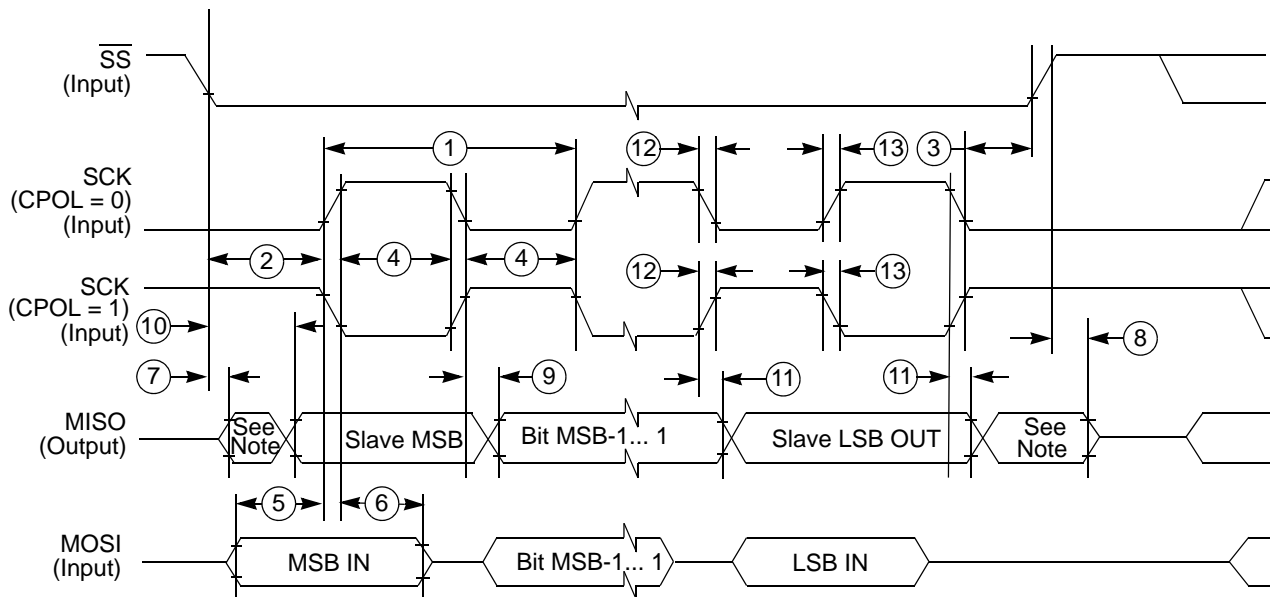 SS
(Input)
1
12
13
3
SCK
(CPOL = 0)
(Input)
2
4
4
12
13
SCK
(CPOL = 1)
(Input)
10
8
7
9
11
11
MISO
(Output)
See
Note
Slave MSB
Bit MSB-1... 1
Slave LSB OUT
See
Note
5
6
MOSI
(Input)
MSB IN
Bit MSB-1... 1
LSB IN